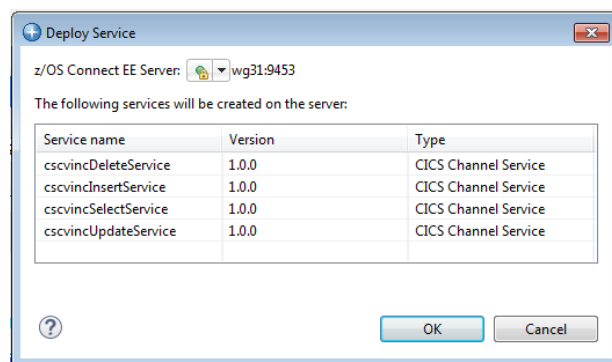 Deploy Service
z/OS Connect EE Server: wg31:9453
The following services will be created on the server:
Service name Version Type
cscvincDeleteService 1.0.0 CICS Channel Service
cscvincInsertService 1.0.0 CICS Channel Service
cscvincSelectService 1.0.0 CICS Channel Service
cscvincUpdateService 1.0.0 CICS Channel Service
? OK Cancel